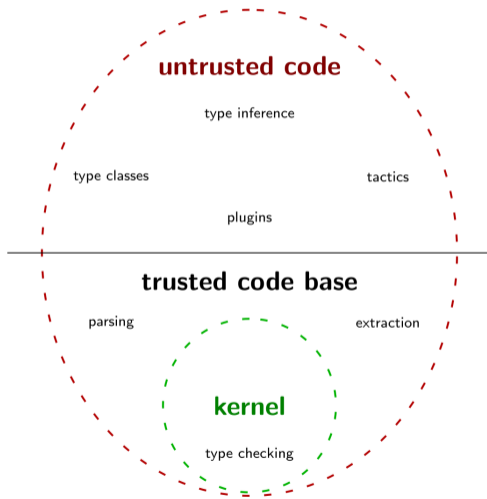 untrusted code
type inference
type classes
tactics
plugins
trusted code base
parsing
extraction
kernel
type checking